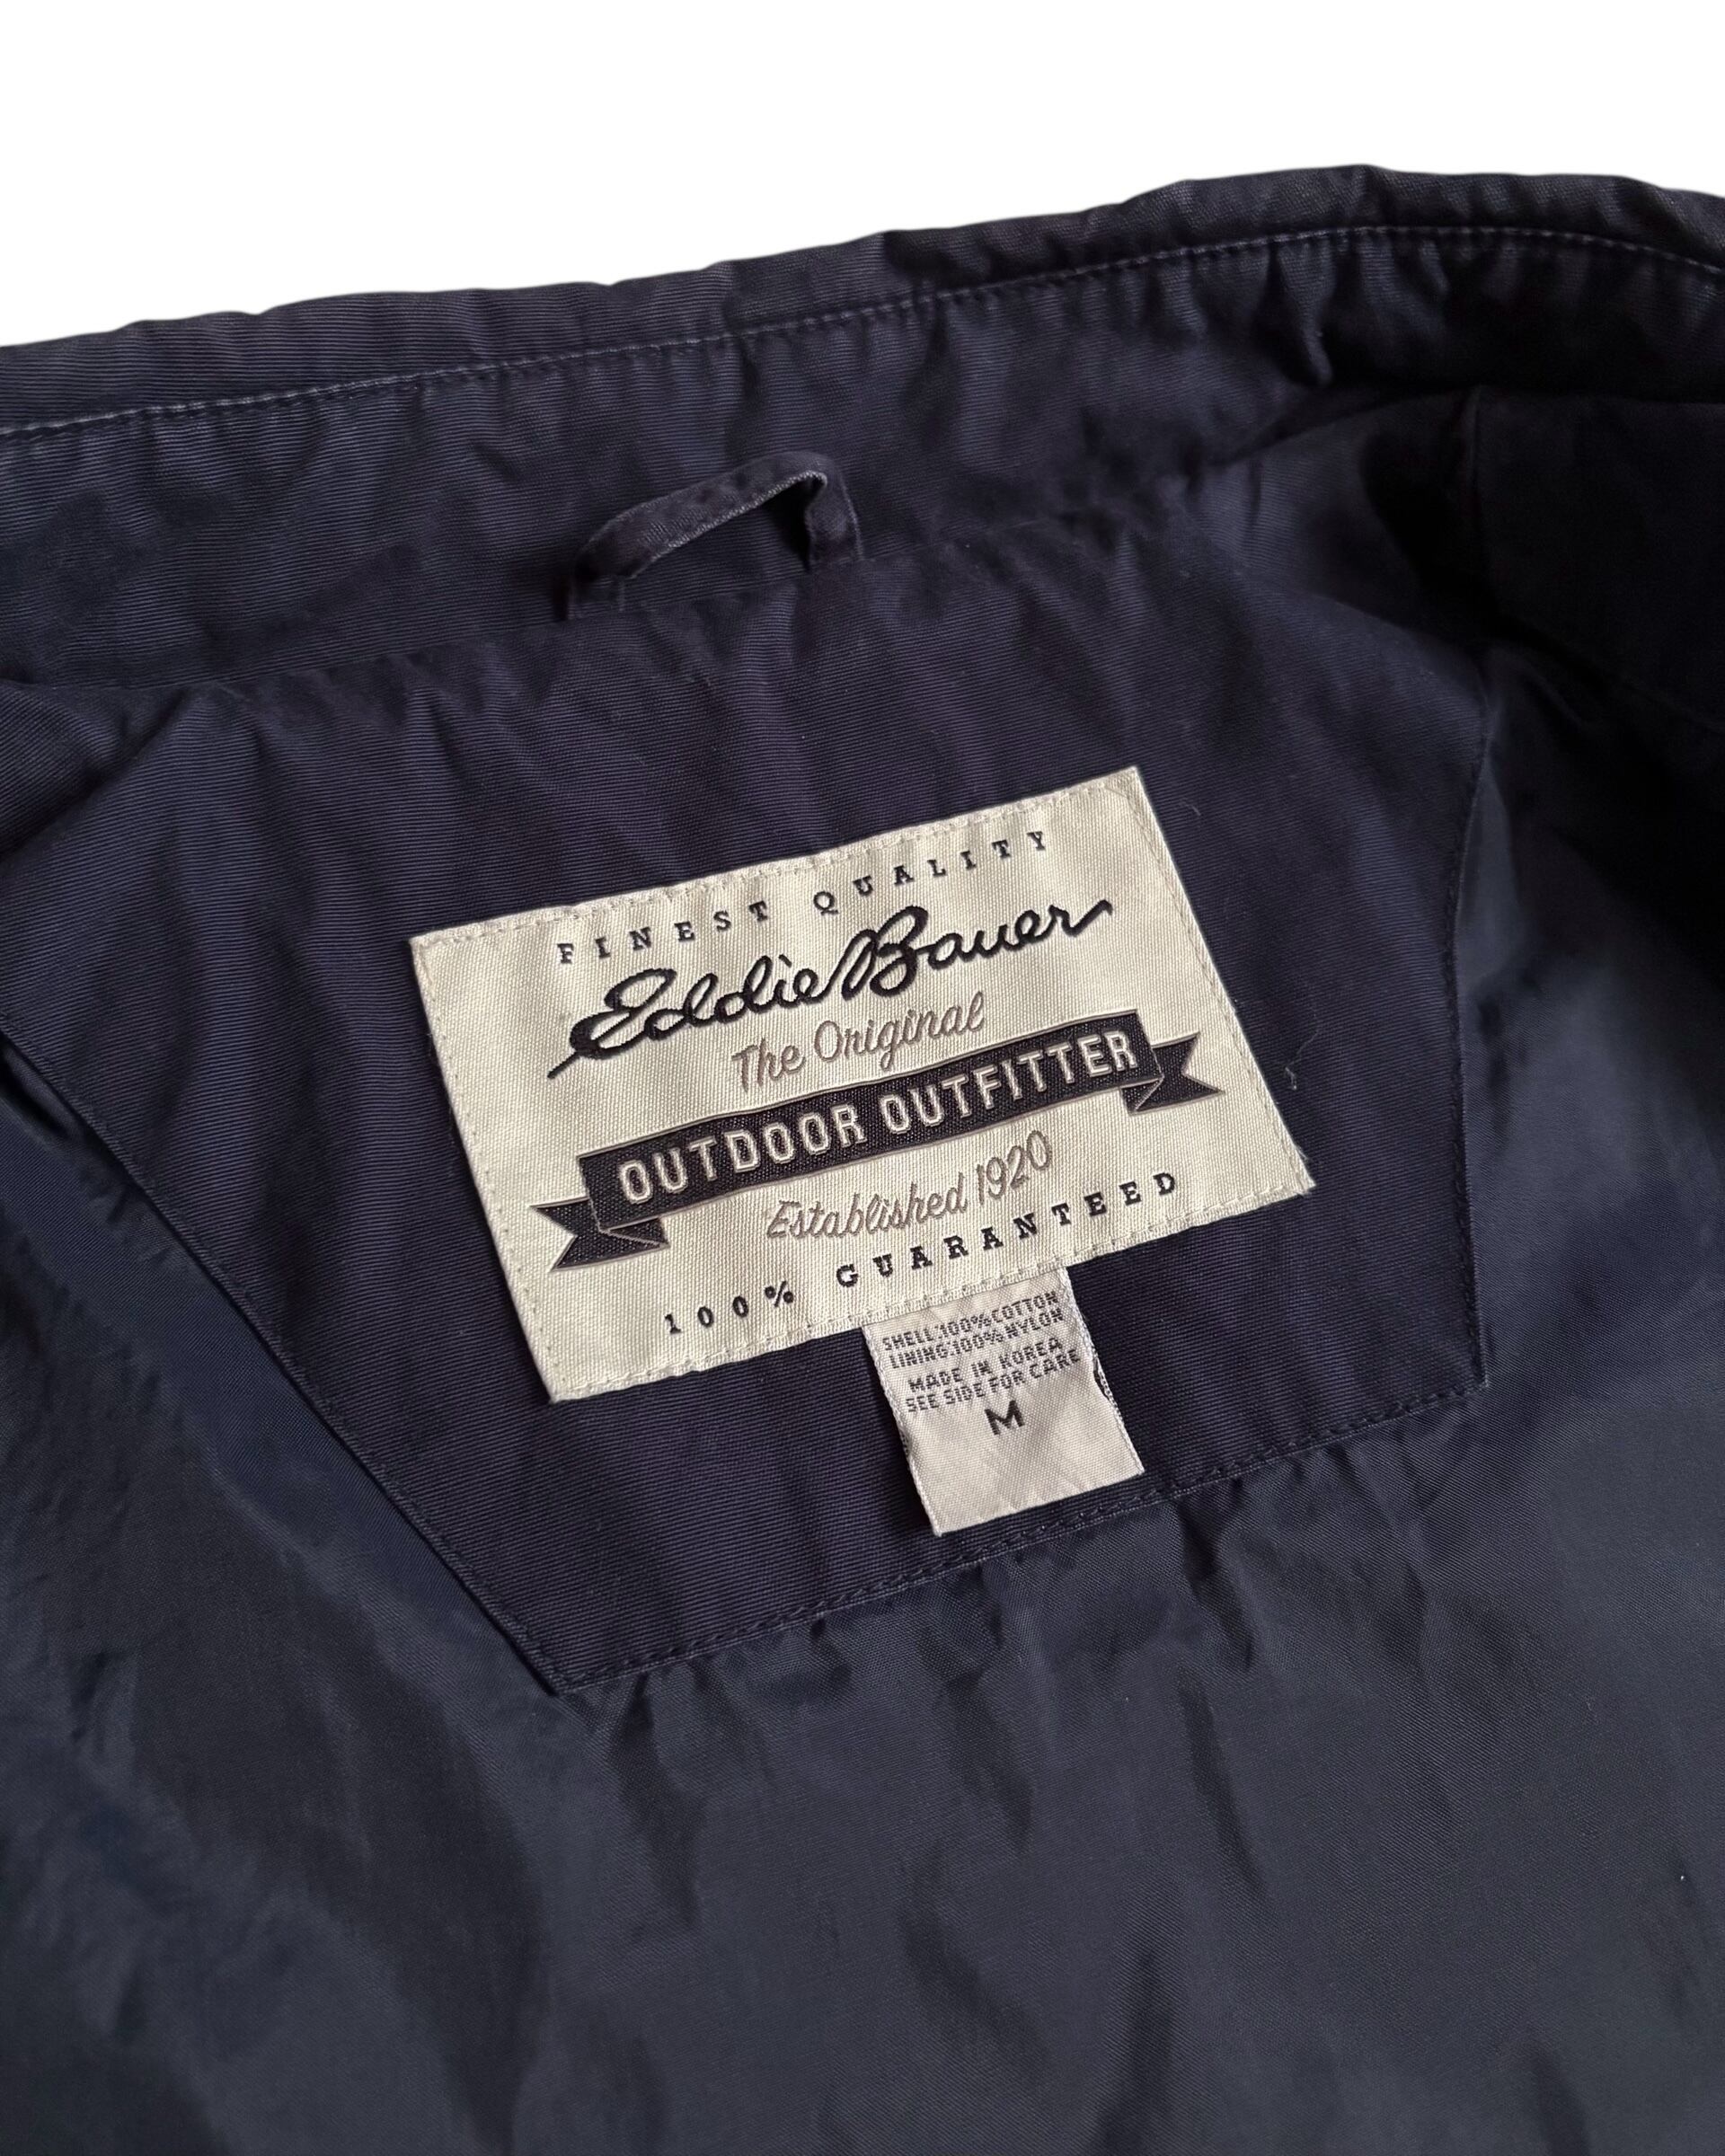 FINEST QUALITY
Eddie Bauer
The Original
OUTDOOR OUTFITTER
Established 1920
100% GUARANTEED
SHELL:100%COTTON
LINING:100%NYLON
MADE IN KOREA
SEE SIDE FOR CARE
M